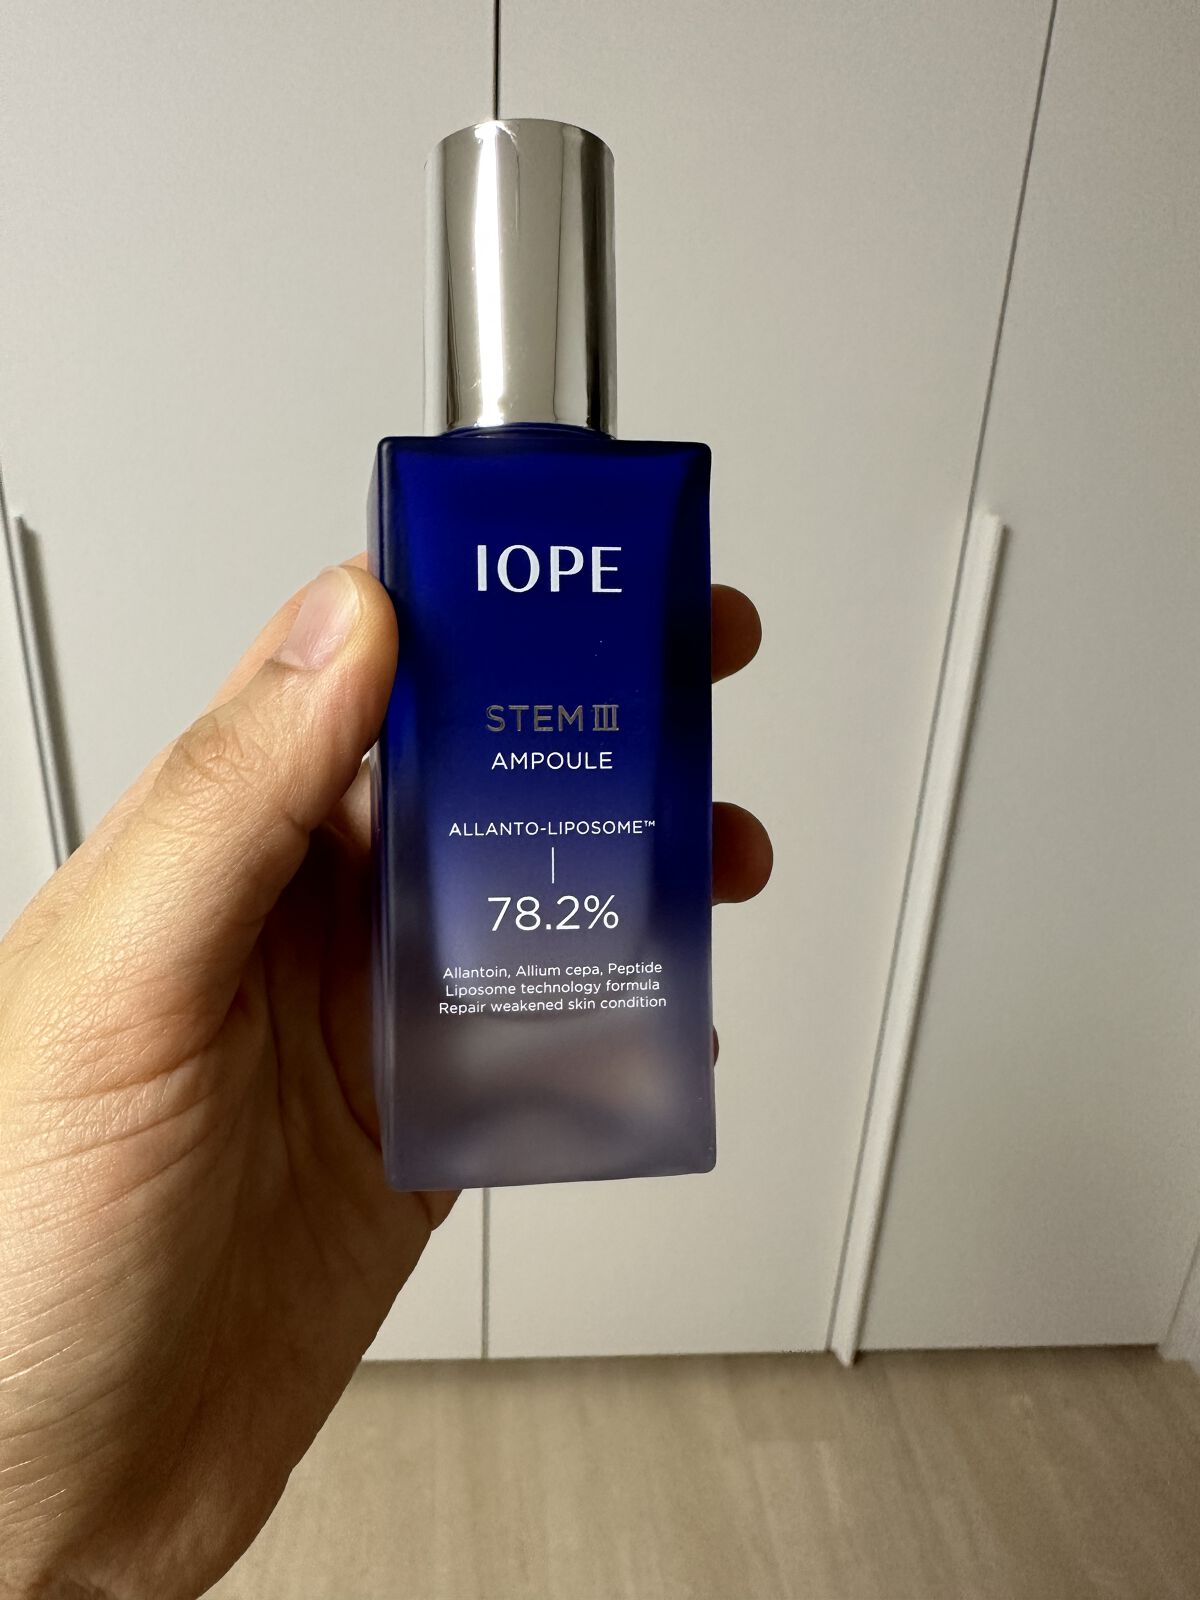 IOPE
STEM Ⅲ
AMPOULE
ALLANTO-LIPOSOME™
78.2%
Allantoin, Allium cepa, Peptide
Liposome technology formula
Repair weakened skin condition